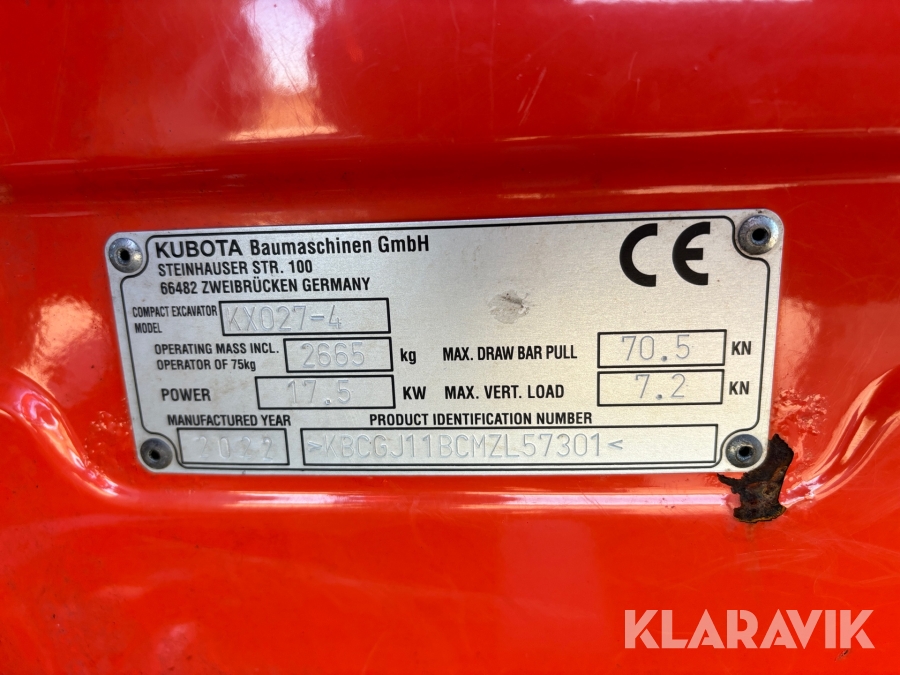 KUBOTA Baumaschinen GmbH
STEINHAUSER STR. 100
66482 ZWEIBRÜCKEN GERMANY
CE
COMPACT EXCAVATOR MODEL KX027-4
OPERATING MASS INCL. OPERATOR OF 75kg 2665 kg
MAX. DRAW BAR PULL 70.5 KN
POWER 17.5 KW
MAX. VERT. LOAD 7.2 KN
MANUFACTURED YEAR
PRODUCT IDENTIFICATION NUMBER
2022
>KBCGJ11BCMZL57301<
KLARAVIK